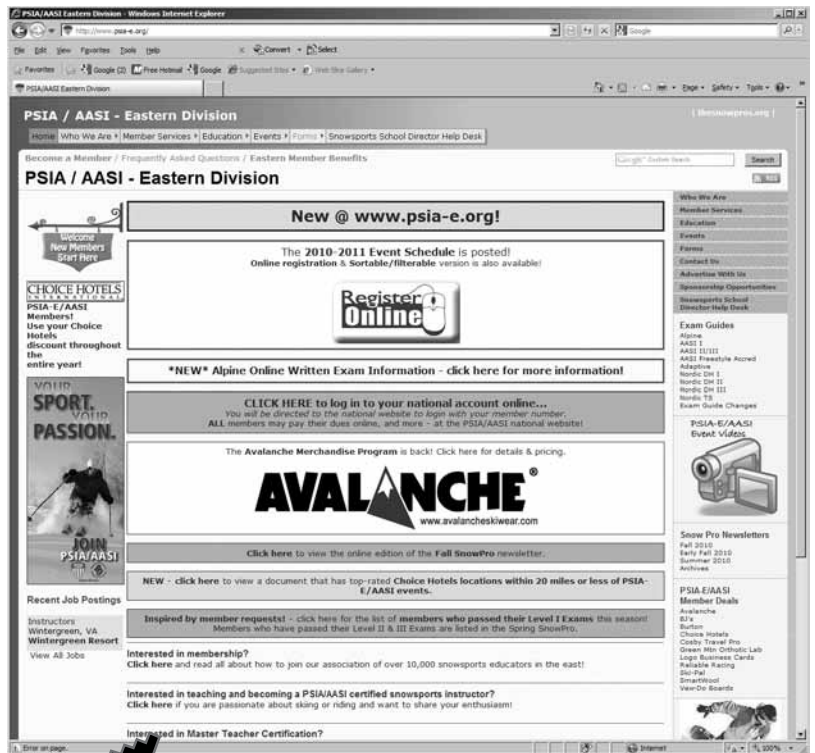 PSIA/AASI Eastern Division - Windows Internet Explorer
http://www.psia-e.org/
Google
File Edit View Favorites Tools Help
x Convert Select
Favorites Google (2) Free Hotmail Google Suggested Sites Web Slice Gallery
PSIA/AASI Eastern Division
Page Safety Tools
PSIA / AASI - Eastern Division
[ thesnowpros.org ]
Home Who We Are Member Services Education Events Forms Snowsports School Director Help Desk
Become a Member / Frequently Asked Questions / Eastern Member Benefits
Google Custom Search Search
PSIA / AASI - Eastern Division
RSS
Welcome
New Members
Start Here
CHOICE HOTELS
INTERNATIONAL
PSIA-E/AASI
Members!
Use your Choice
Hotels
discount throughout
the
entire year!
YOUR
SPORT.
YOUR
PASSION.
JOIN
PSIA/AASI
Recent Job Postings
Instructors
Wintergreen, VA
Wintergreen Resort
View All Jobs
New @ www.psia-e.org!
The 2010-2011 Event Schedule is posted!
Online registration & Sortable/filterable version is also available!
Register
Online
*NEW* Alpine Online Written Exam Information - click here for more information!
CLICK HERE to log in to your national account online...
You will be directed to the national website to login with your member number.
ALL members may pay their dues online, and more - at the PSIA/AASI national website!
The Avalanche Merchandise Program is back! Click here for details & pricing.
AVALANCHE®
www.avalancheskiwear.com
Click here to view the online edition of the Fall SnowPro newsletter.
NEW - click here to view a document that has top-rated Choice Hotels locations within 20 miles or less of PSIA-
E/AASI events.
Inspired by member requests! - click here for the list of members who passed their Level I Exams this season!
Members who have passed their Level II & III Exams are listed in the Spring SnowPro.
Interested in membership?
Click here and read all about how to join our association of over 10,000 snowsports educators in the east!
Interested in teaching and becoming a PSIA/AASI certified snowsports instructor?
Click here if you are passionate about skiing or riding and want to share your enthusiasm!
Interested in Master Teacher Certification?
Who We Are
Member Services
Education
Events
Forms
Contact Us
Advertise With Us
Sponsorship Opportunities
Snowsports School
Director Help Desk
Exam Guides
Alpine
AASI I
AASI II/III
AASI Freestyle Accred
Adaptive
Nordic DH I
Nordic DH II
Nordic DH III
Nordic TS
Exam Guide Changes
PSIA-E/AASI
Event Videos
Snow Pro Newsletters
Fall 2010
Early Fall 2010
Summer 2010
Archives
PSIA-E/AASI
Member Deals
Avalanche
BJ's
Burton
Choice Hotels
Cosby Travel Pro
Green Mtn Orthotic Lab
Logo Business Cards
Reliable Racing
Ski-Pal
SmartWool
View-Do Boards
Error on page.
Internet
100%